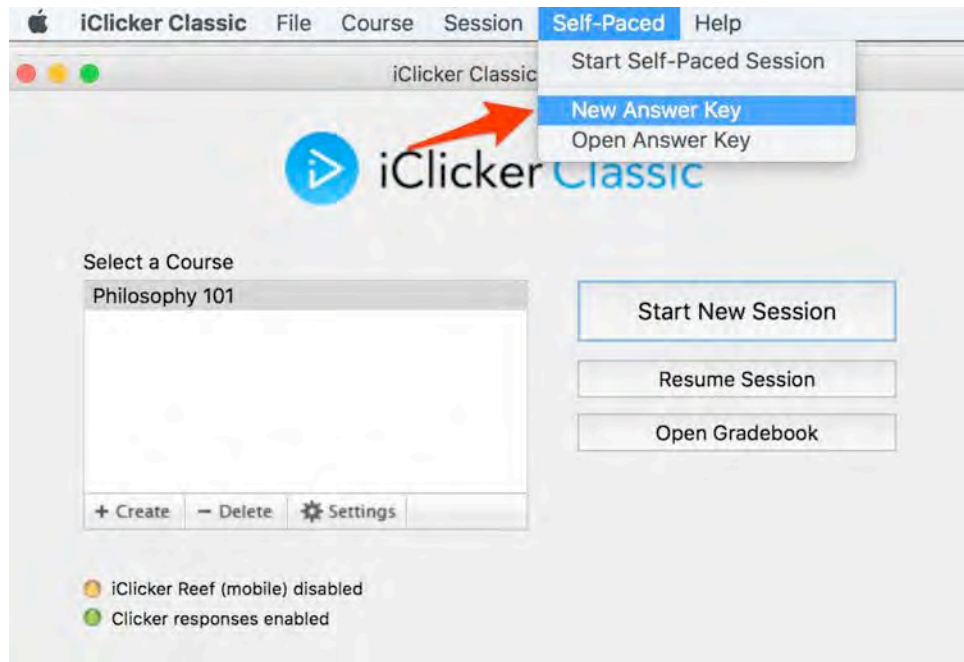 iClicker Classic File Course Session Self-Paced Help
iClicker Classic
Start Self-Paced Session
New Answer Key
Open Answer Key
iClicker Classic
Select a Course
Philosophy 101
Start New Session
Resume Session
Open Gradebook
+ Create - Delete Settings
iClicker Reef (mobile) disabled
Clicker responses enabled